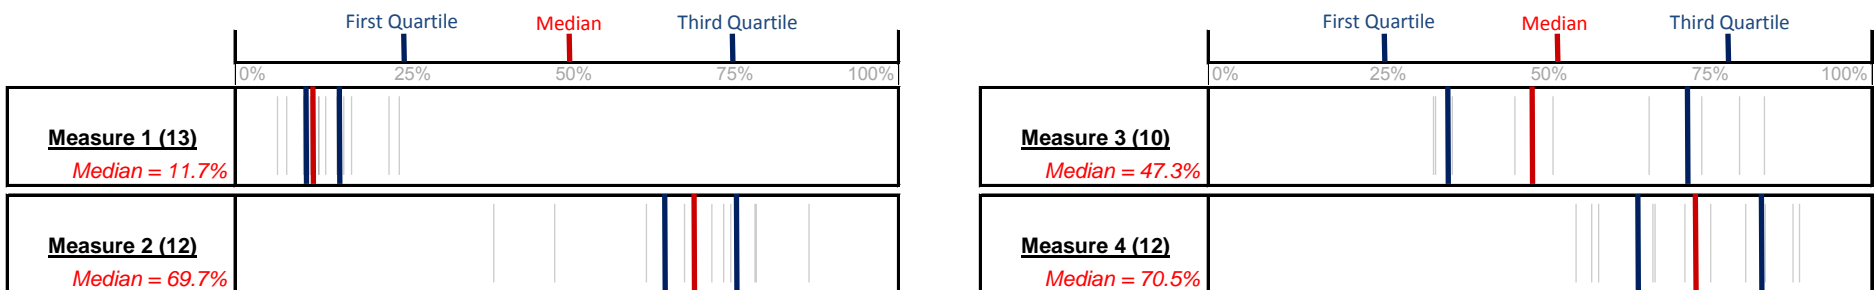 First Quartile Median Third Quartile
0% 25% 50% 75% 100%
Measure 1 (13)
Median = 11.7%
Measure 2 (12)
Median = 69.7%
First Quartile Median Third Quartile
0% 25% 50% 75% 100%
Measure 3 (10)
Median = 47.3%
Measure 4 (12)
Median = 70.5%